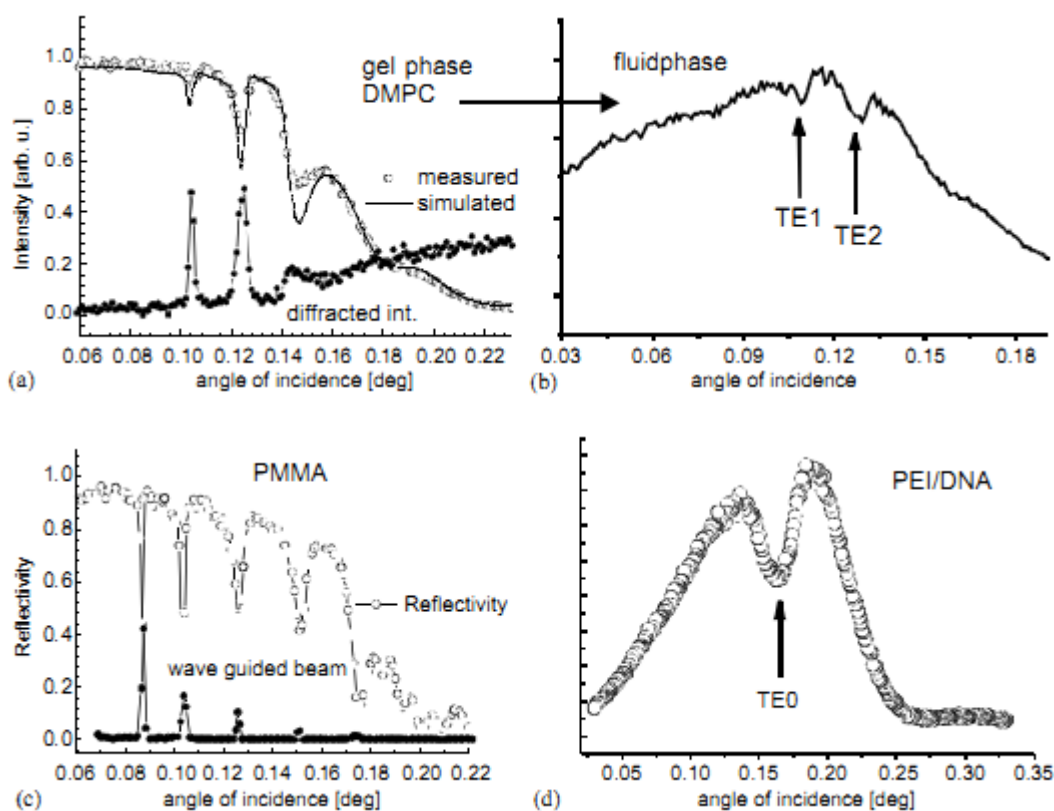 gel phase
DMPC
fluidphase
Intensity [arb. u.]
1.0
0.8
0.6
0.4
0.2
0.0
measured
simulated
diffracted int.
TE1
TE2
0.06 0.08 0.10 0.12 0.14 0.16 0.18 0.20 0.22
0.03 0.06 0.09 0.12 0.15 0.18
(a) angle of incidence [deg]
(b) angle of incidence
PMMA
PEI/DNA
Reflectivity
1.0
0.8
0.6
0.4
0.2
0.0
Reflectivity
wave guided beam
TE0
0.06 0.08 0.10 0.12 0.14 0.16 0.18 0.20 0.22
0.05 0.10 0.15 0.20 0.25 0.30 0.35
(c) angle of incidence [deg]
(d) angle of incidence [deg]